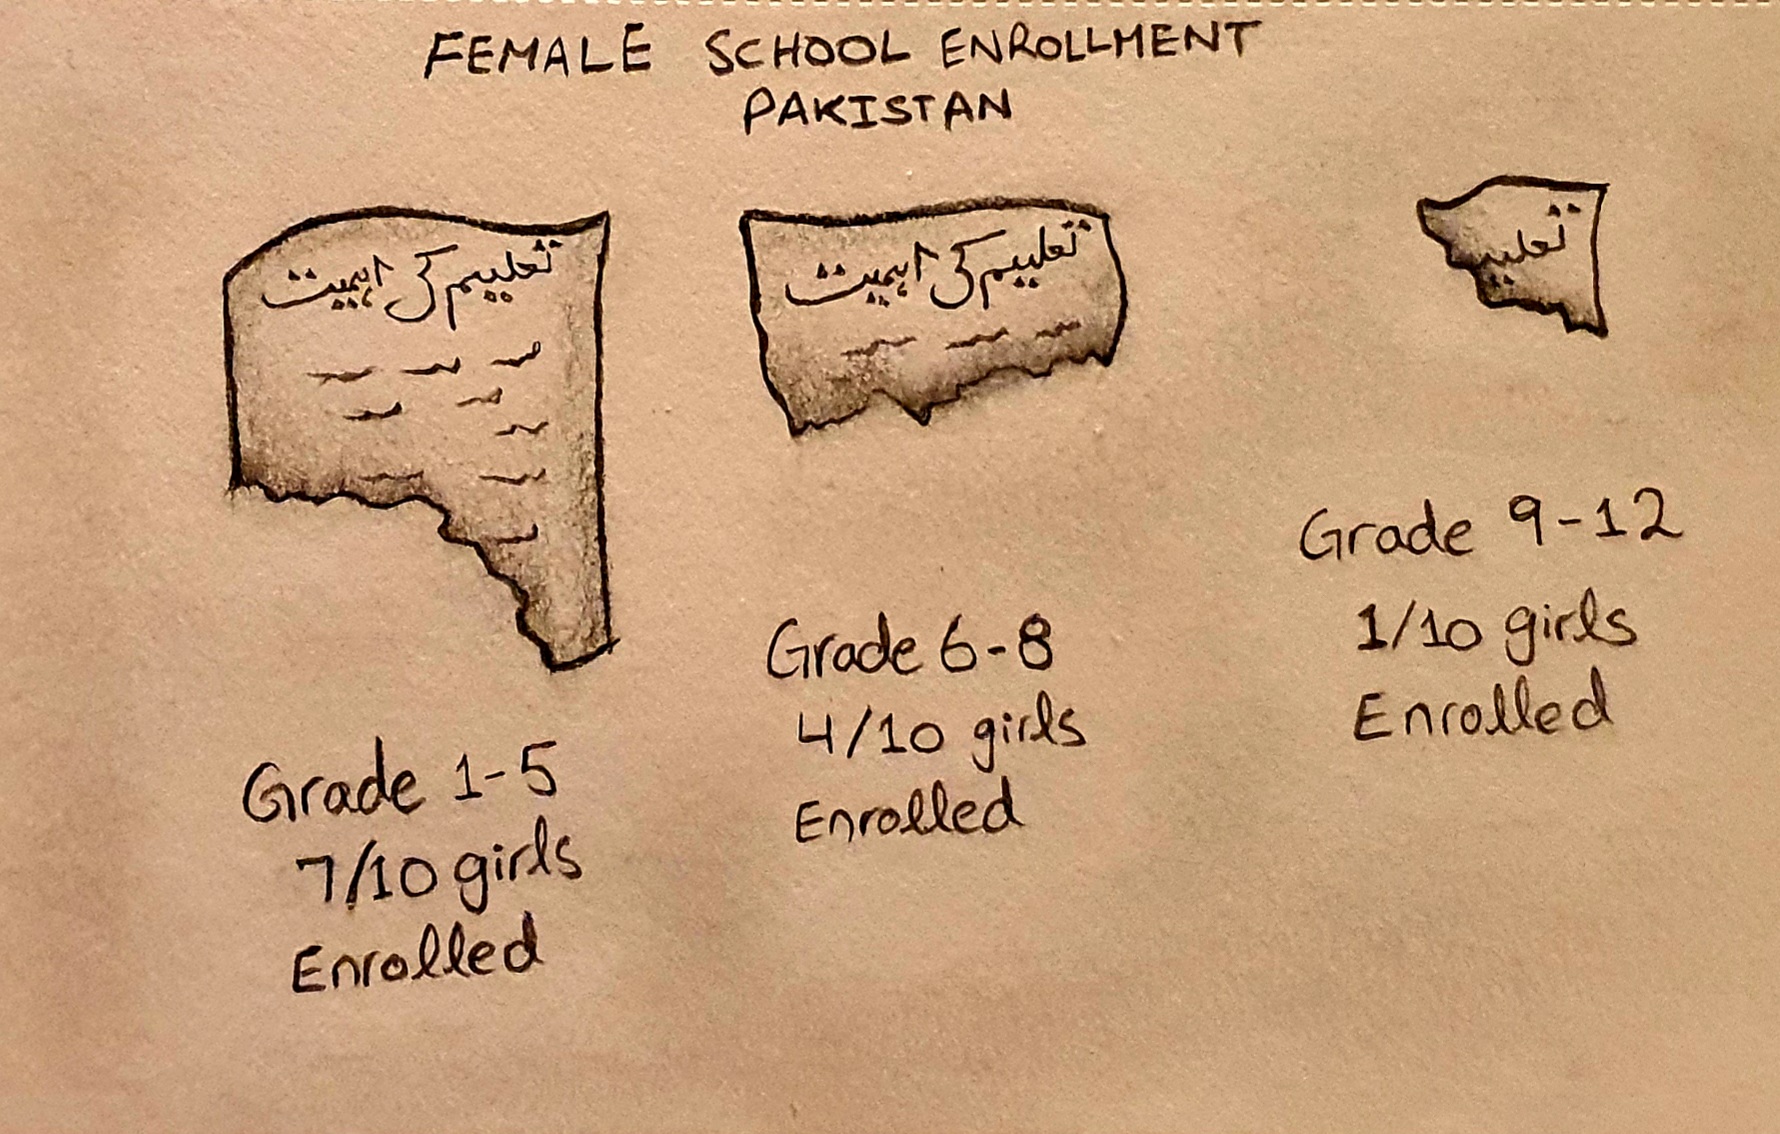 FEMALE SCHOOL ENROLLMENT
PAKISTAN
تعلیم کی اہمیت
Grade 1-5
7/10 girls
Enrolled
تعلیم کی اہمیت
Grade 6-8
4/10 girls
Enrolled
تعلیہ
Grade 9-12
1/10 girls
Enrolled